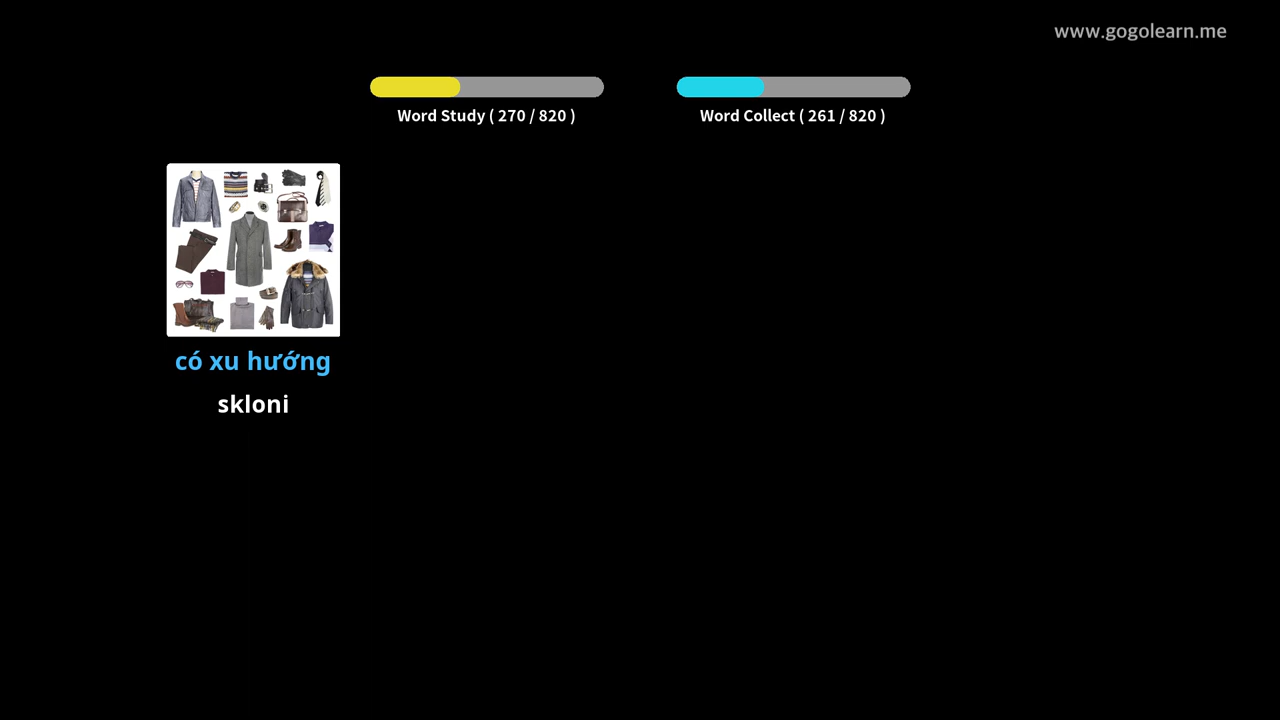 www.gogolearn.me
Word Study ( 270 / 820 )
Word Collect ( 261 / 820 )
có xu hướng
skloni